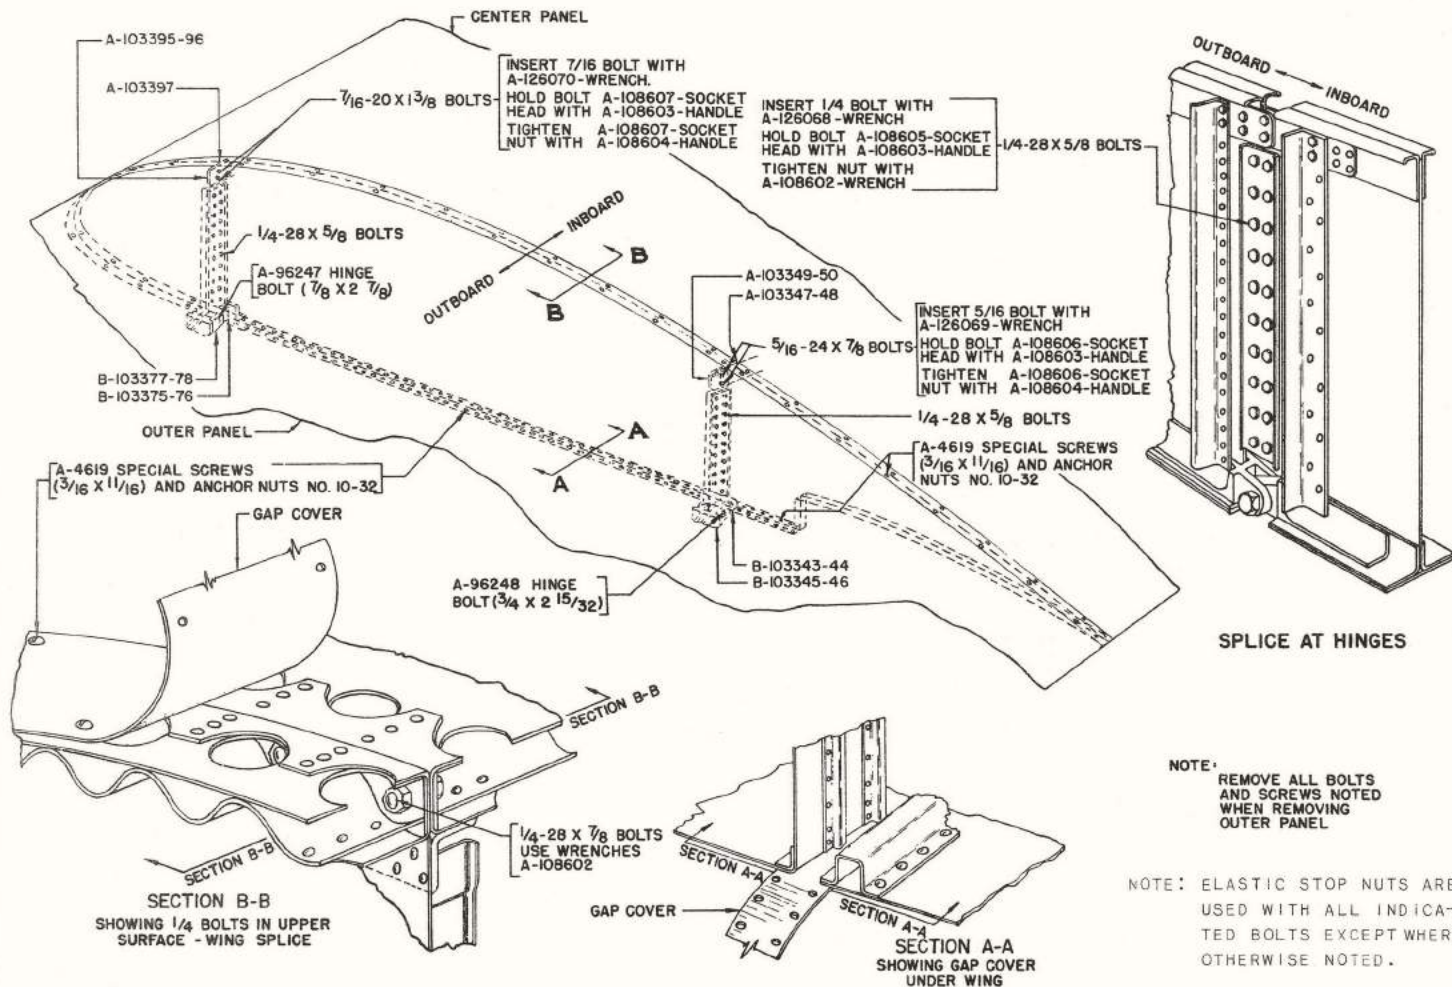 CENTER PANEL
A-103395-96
A-103397
7/16-20 X 1 3/8 BOLTS
INSERT 7/16 BOLT WITH
A-126070-WRENCH.
HOLD BOLT A-108607-SOCKET
HEAD WITH A-108603-HANDLE
TIGHTEN A-108607-SOCKET
NUT WITH A-108604-HANDLE
INSERT 1/4 BOLT WITH
A-126068-WRENCH
HOLD BOLT A-108605-SOCKET
HEAD WITH A-108603-HANDLE
TIGHTEN NUT WITH
A-108602-WRENCH
1/4-28 X 5/8 BOLTS
OUTBOARD
INBOARD
1/4-28 X 5/8 BOLTS
A-96247 HINGE
BOLT (7/8 X 2 7/8)
OUTBOARD
INBOARD
B
B
A-103349-50
A-103347-48
5/16-24 X 7/8 BOLTS
INSERT 5/16 BOLT WITH
A-126069-WRENCH
HOLD BOLT A-108606-SOCKET
HEAD WITH A-108603-HANDLE
TIGHTEN A-108606-SOCKET
NUT WITH A-108604-HANDLE
B-103377-78
B-103375-76
OUTER PANEL
1/4-28 X 5/8 BOLTS
A
A
A-4619 SPECIAL SCREWS
(3/16 X 11/16) AND ANCHOR NUTS NO. 10-32
A-4619 SPECIAL SCREWS
(3/16 X 11/16) AND ANCHOR
NUTS NO. 10-32
GAP COVER
B-103343-44
B-103345-46
A-96248 HINGE
BOLT (3/4 X 2 15/32)
SPLICE AT HINGES
SECTION B-B
SECTION B-B
1/4-28 X 7/8 BOLTS
USE WRENCHES
A-108602
SECTION B-B
SHOWING 1/4 BOLTS IN UPPER
SURFACE - WING SPLICE
SECTION A-A
GAP COVER
SECTION A-A
SECTION A-A
SHOWING GAP COVER
UNDER WING
NOTE:
REMOVE ALL BOLTS
AND SCREWS NOTED
WHEN REMOVING
OUTER PANEL
NOTE: ELASTIC STOP NUTS ARE
USED WITH ALL INDICA-
TED BOLTS EXCEPT WHER
OTHERWISE NOTED.